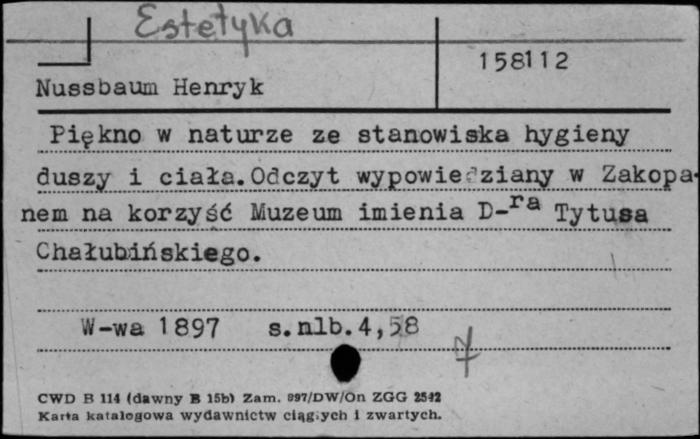 Estetyka
158112
Nussbaum Henryk
Piękno w naturze ze stanowiska hygieny
duszy i ciała. Odczyt wypowiedziany w Zakopa-
nem na korzyść Muzeum imienia D-ra Tytusa
Chałubińskiego.
W-wa 1897 s.nlb.4,58
CWD B 114 (dawny B 15b) Zam. 897/DW/On ZGG 2542
Karta katalogowa wydawnictw ciągłych i zwartych.